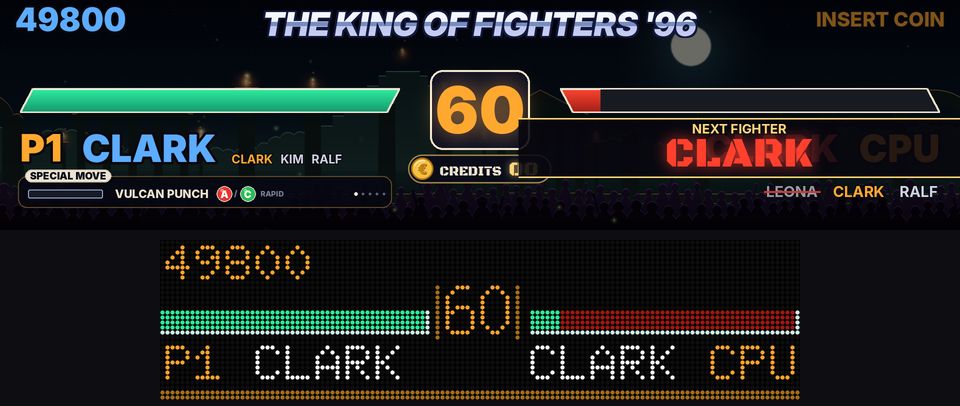 49800
THE KING OF FIGHTERS '96
INSERT COIN
60
P1 CLARK
CLARK KIM RALF
NEXT FIGHTER
CLARK
CPU
CREDITS
SPECIAL MOVE
VULCAN PUNCH A / C RAPID
LEONA CLARK RALF
49800
60
P1 CLARK
CLARK CPU